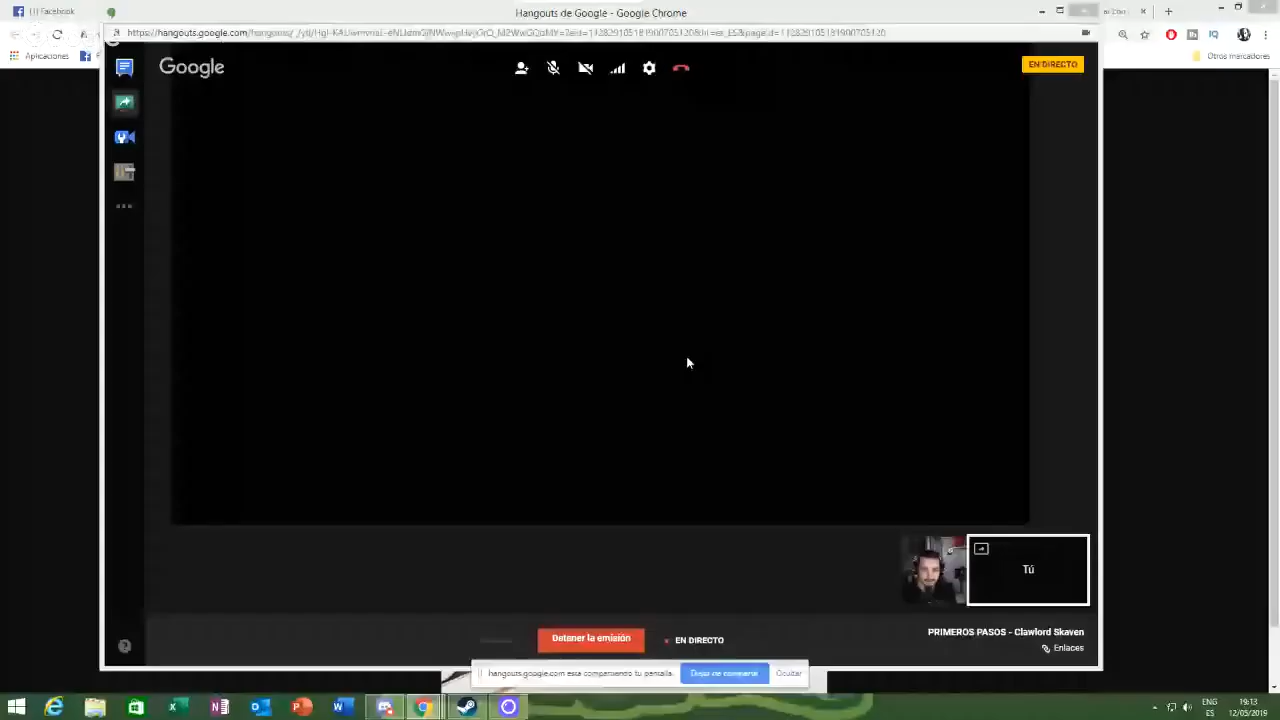 Facebook
Hangouts de Google - Google Chrome
Aplicaciones
Otros marcadores
Google
EN DIRECTO
Tú
PRIMEROS PASOS - Clawlord Skaven
Detener la emisión
EN DIRECTO
Enlaces
hangouts.google.com está compartiendo tu pantalla.
Dejar de compartir
Ocultar
ENG
ES
19:13
12/05/2019